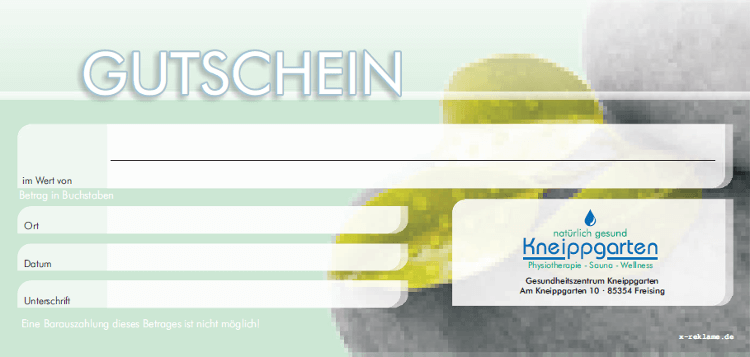 GUTSCHEIN
im Wert von
Betrag in Buchstaben
Ort
Datum
Unterschrift
natürlich gesund
Kneippgarten
Physiotherapie - Sauna - Wellness
Gesundheitszentrum Kneippgarten
Am Kneippgarten 10 · 85354 Freising
Eine Barauszahlung dieses Betrages ist nicht möglich!
x-reklame.de